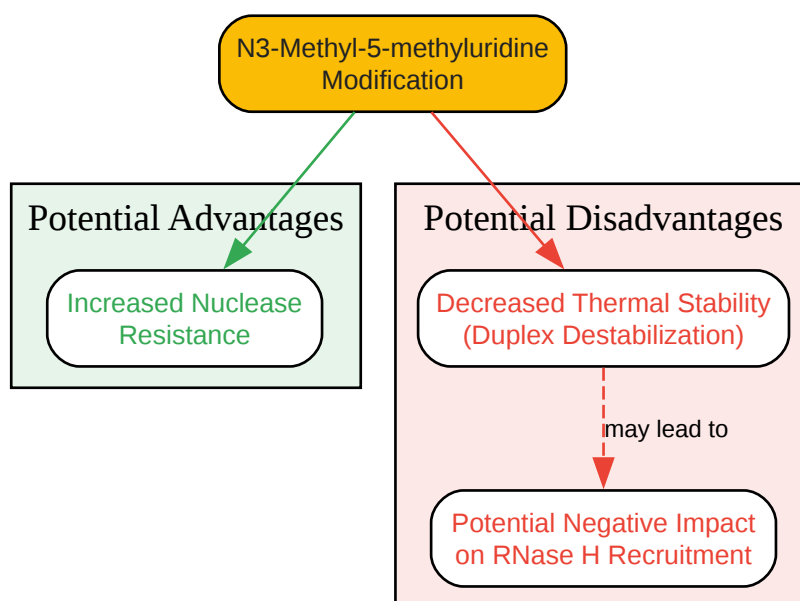 N3-Methyl-5-methyluridine
Modification
Potential Advantages
Increased Nuclease
Resistance
Potential Disadvantages
Decreased Thermal Stability
(Duplex Destabilization)
may lead to
Potential Negative Impact
on RNase H Recruitment